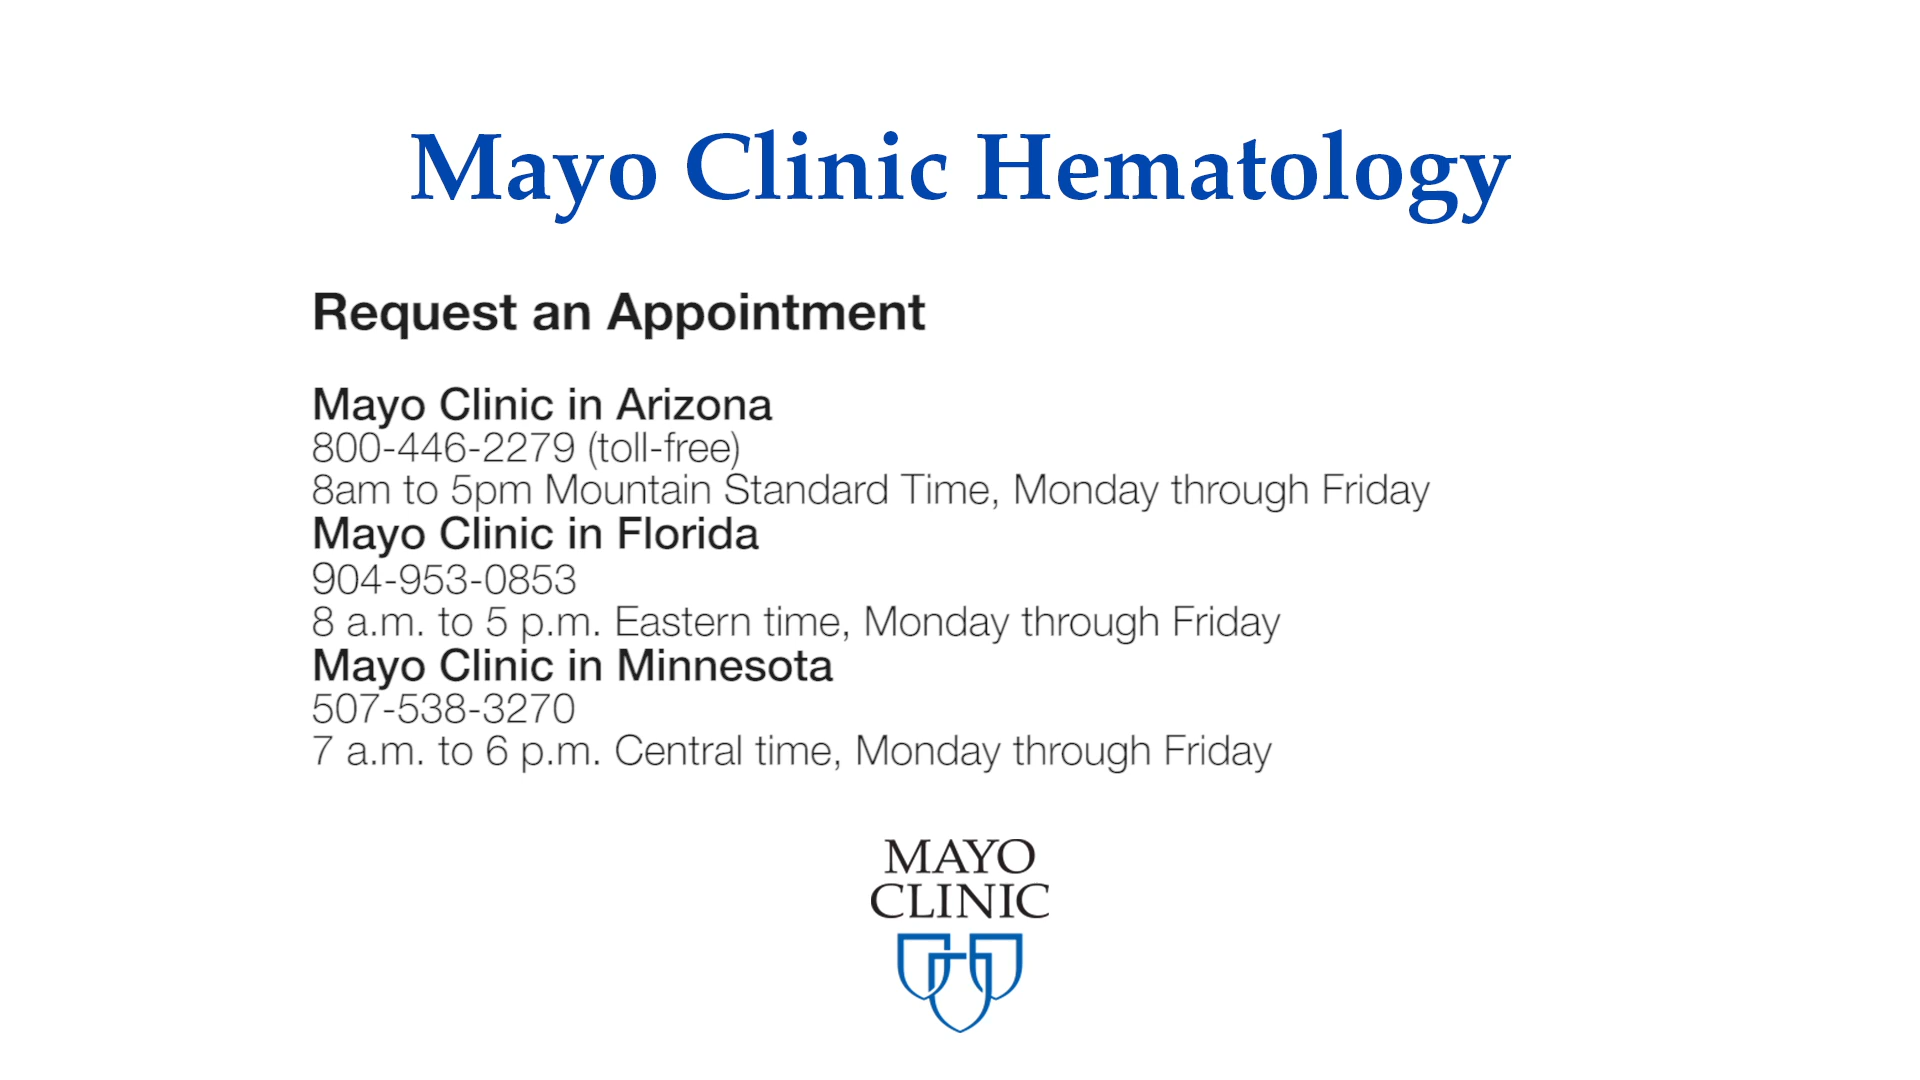 Mayo Clinic Hematology
Request an Appointment
Mayo Clinic in Arizona
800-446-2279 (toll-free)
8am to 5pm Mountain Standard Time, Monday through Friday
Mayo Clinic in Florida
904-953-0853
8 a.m. to 5 p.m. Eastern time, Monday through Friday
Mayo Clinic in Minnesota
507-538-3270
7 a.m. to 6 p.m. Central time, Monday through Friday
MAYO
CLINIC